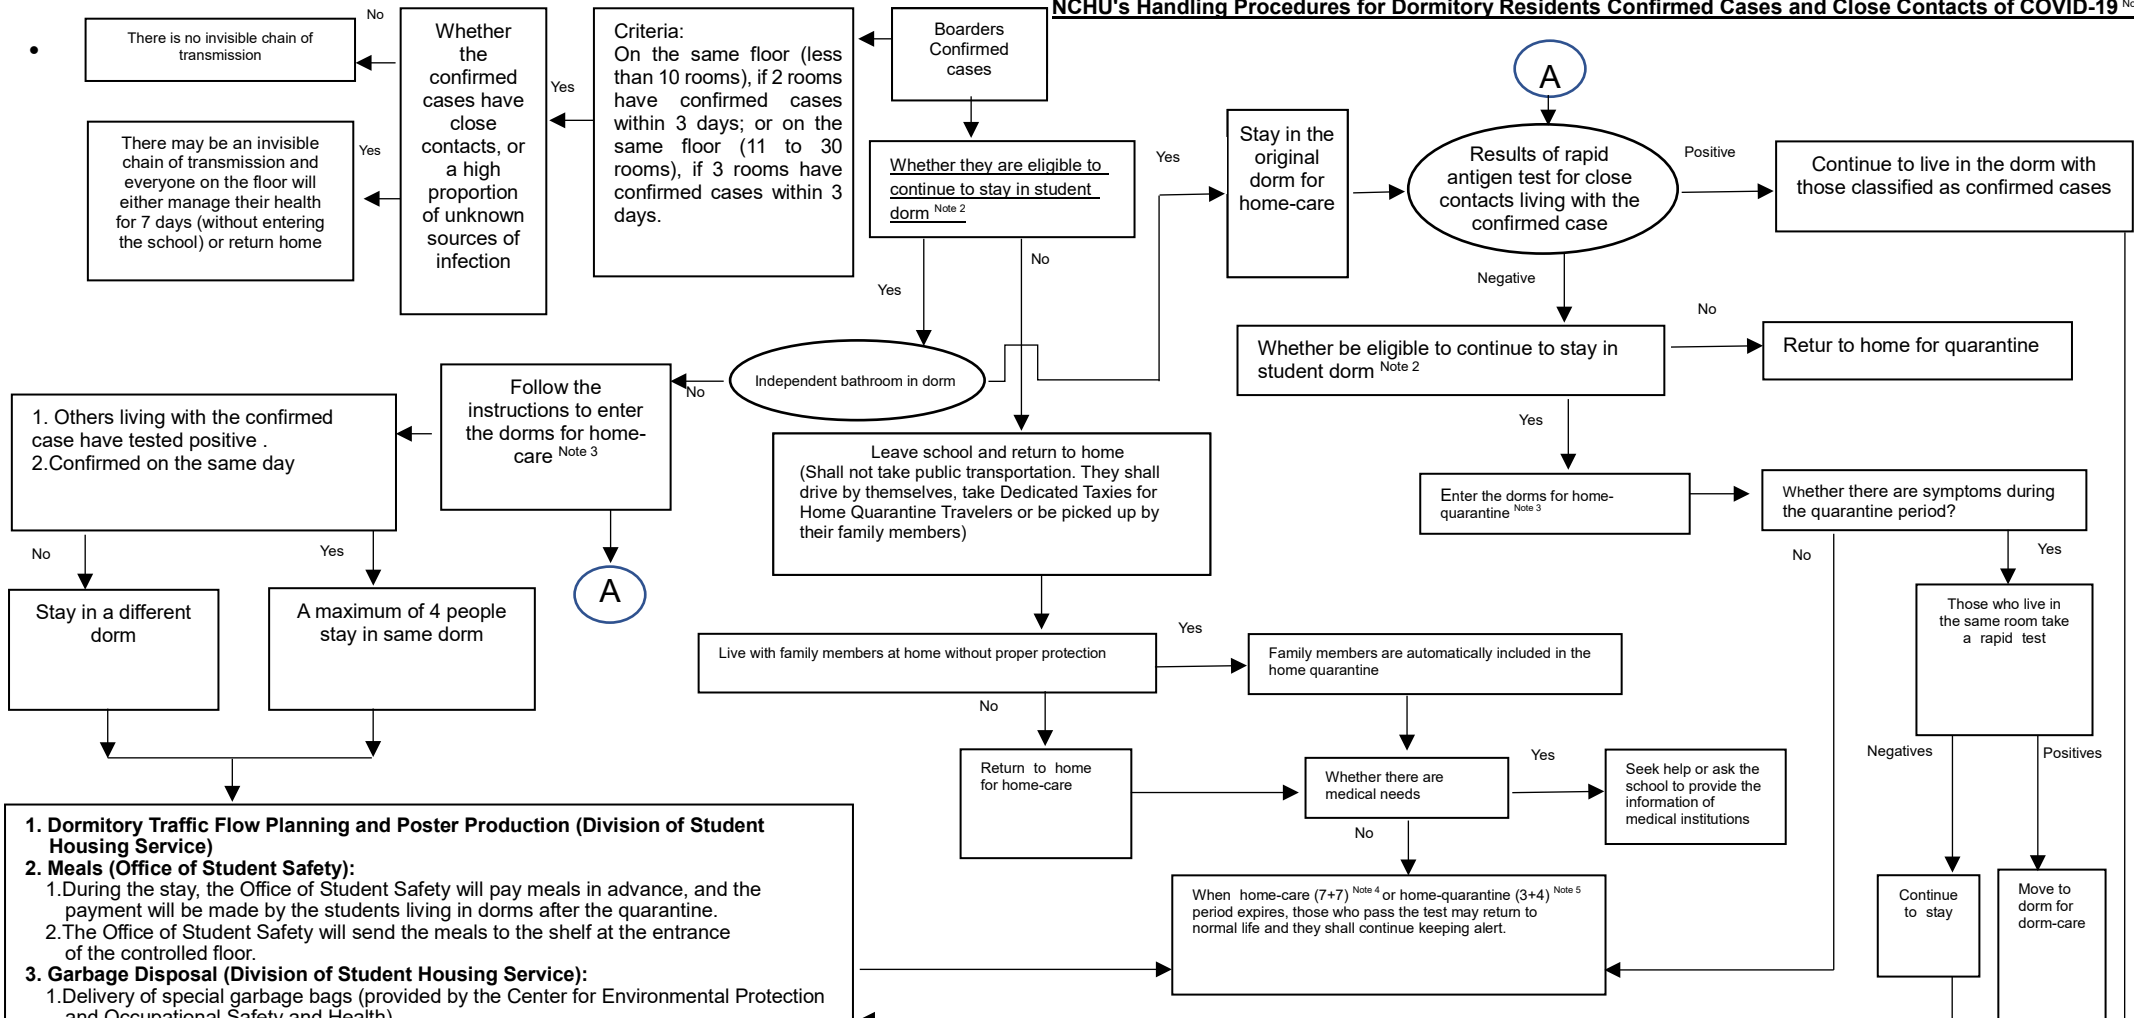 NCHU's Handling Procedures for Dormitory Residents Confirmed Cases and Close Contacts of COVID-19
No
There is no invisible chain of
transmission
Whether
the
confirmed
cases have
close
contacts, or
a high
proportion
of unknown
sources of
infection
Yes
Criteria:
On the same floor (less
than 10 rooms), if 2 rooms
have confirmed cases
within 3 days; or on the
same floor (11 to 30
rooms), if 3 rooms have
confirmed cases within 3
days.
Boarders
Confirmed
cases
There may be an invisible
chain of transmission and
everyone on the floor will
either manage their health
for 7 days (without entering
the school) or return home
Yes
Whether they are eligible to
continue to stay in student
dorm Note 2
Yes
Stay in the
original
dorm for
home-care
A
Results of rapid
antigen test for close
contacts living with the
confirmed case
Positive
Continue to live in the dorm with
those classified as confirmed cases
Yes
No
Negative
Whether be eligible to continue to stay in
student dorm Note 2
No
Retur to home for quarantine
Independent bathroom in dorm
No
Follow the
instructions to enter
the dorms for home-
care Note 3
1. Others living with the confirmed
case have tested positive .
2.Confirmed on the same day
Leave school and return to home
(Shall not take public transportation. They shall
drive by themselves, take Dedicated Taxies for
Home Quarantine Travelers or be picked up by
their family members)
Yes
Enter the dorms for home-
quarantine Note 3
Whether there are symptoms during
the quarantine period?
No
Yes
No
Yes
A
Stay in a different
dorm
A maximum of 4 people
stay in same dorm
Those who live in
the same room take
a rapid test
Live with family members at home without proper protection
Yes
Family members are automatically included in the
home quarantine
No
Return to home
for home-care
Whether there are
medical needs
Yes
Seek help or ask the
school to provide the
information of
medical institutions
No
Negatives
Positives
Continue
to stay
Move to
dorm for
dorm-care
When home-care (7+7) Note 4 or home-quarantine (3+4) Note 5
period expires, those who pass the test may return to
normal life and they shall continue keeping alert.
1. Dormitory Traffic Flow Planning and Poster Production (Division of Student
Housing Service)
2. Meals (Office of Student Safety):
1.During the stay, the Office of Student Safety will pay meals in advance, and the
payment will be made by the students living in dorms after the quarantine.
2.The Office of Student Safety will send the meals to the shelf at the entrance
of the controlled floor.
3. Garbage Disposal (Division of Student Housing Service):
1.Delivery of special garbage bags (provided by the Center for Environmental Protection
and Occupational Safety and Health)